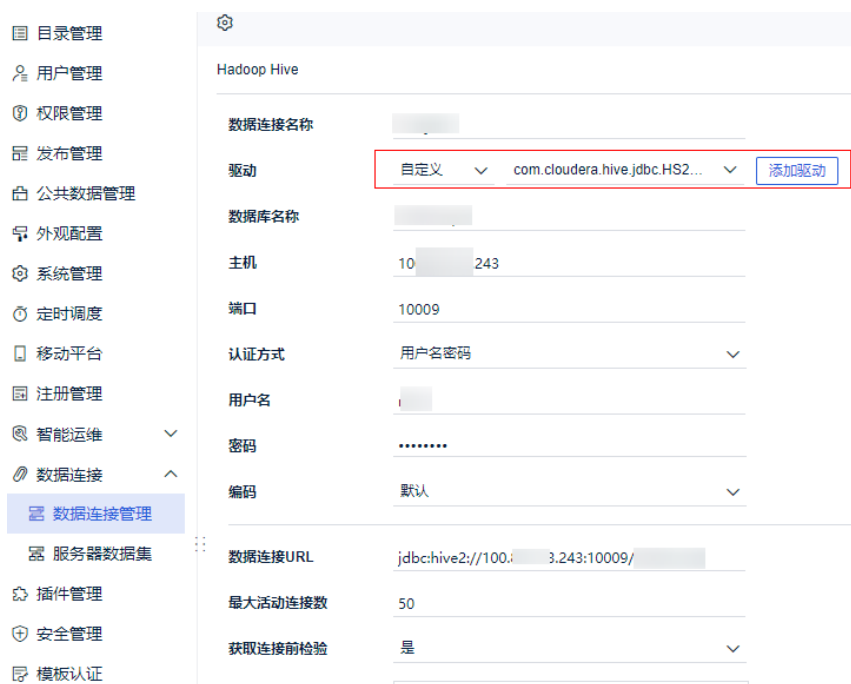 目录管理
用户管理
权限管理
发布管理
公共数据管理
外观配置
系统管理
定时调度
移动平台
注册管理
智能运维
数据连接
数据连接管理
服务器数据集
插件管理
安全管理
模板认证
Hadoop Hive
数据连接名称
驱动 自定义 com.cloudera.hive.jdbc.HS2... 添加驱动
数据库名称
主机 10 .243
端口 10009
认证方式 用户名密码
用户名
密码 ••••••••
编码 默认
数据连接URL jdbc:hive2://100. 3.243:10009/
最大活动连接数 50
获取连接前检验 是